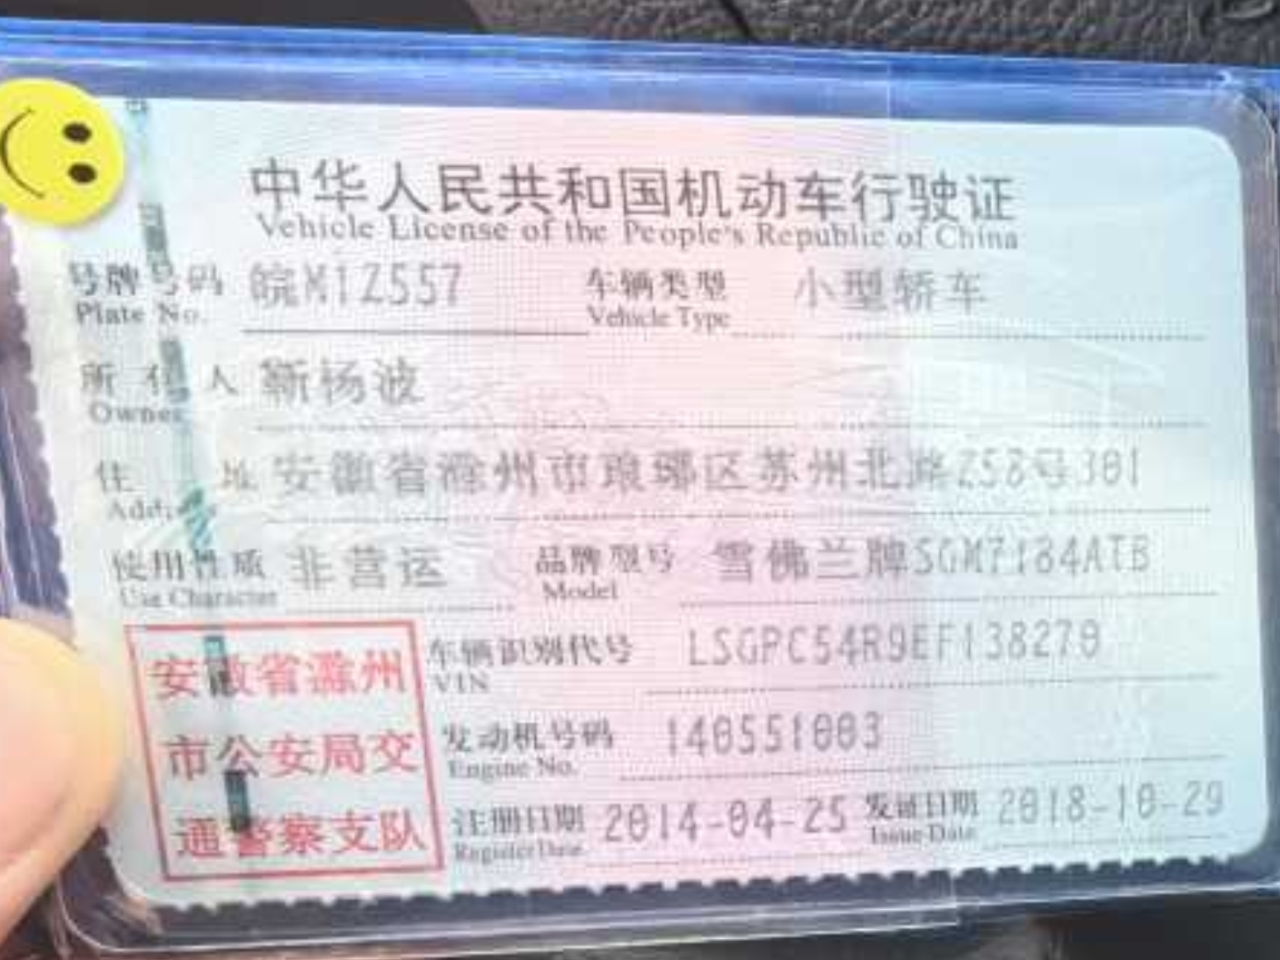 中华人民共和国机动车行驶证
Vehicle License of the People's Republic of China
号牌号码 皖M1Z557 车辆类型 小型轿车
Plate No. Vehicle Type
所有人 靳杨波
Owner
住址 安徽省滁州市琅琊区苏州北路258号301
Add.
使用性质 非营运 品牌型号 雪佛兰牌SGM7184ATB
Use Character Model
车辆识别代号 LSGPC54R9EF138270
VIN
发动机号码 140551003
Engine No.
注册日期 2014-04-25 发证日期 2018-10-29
Register Date Issue Date
安徽省滁州
市公安局交
通警察支队